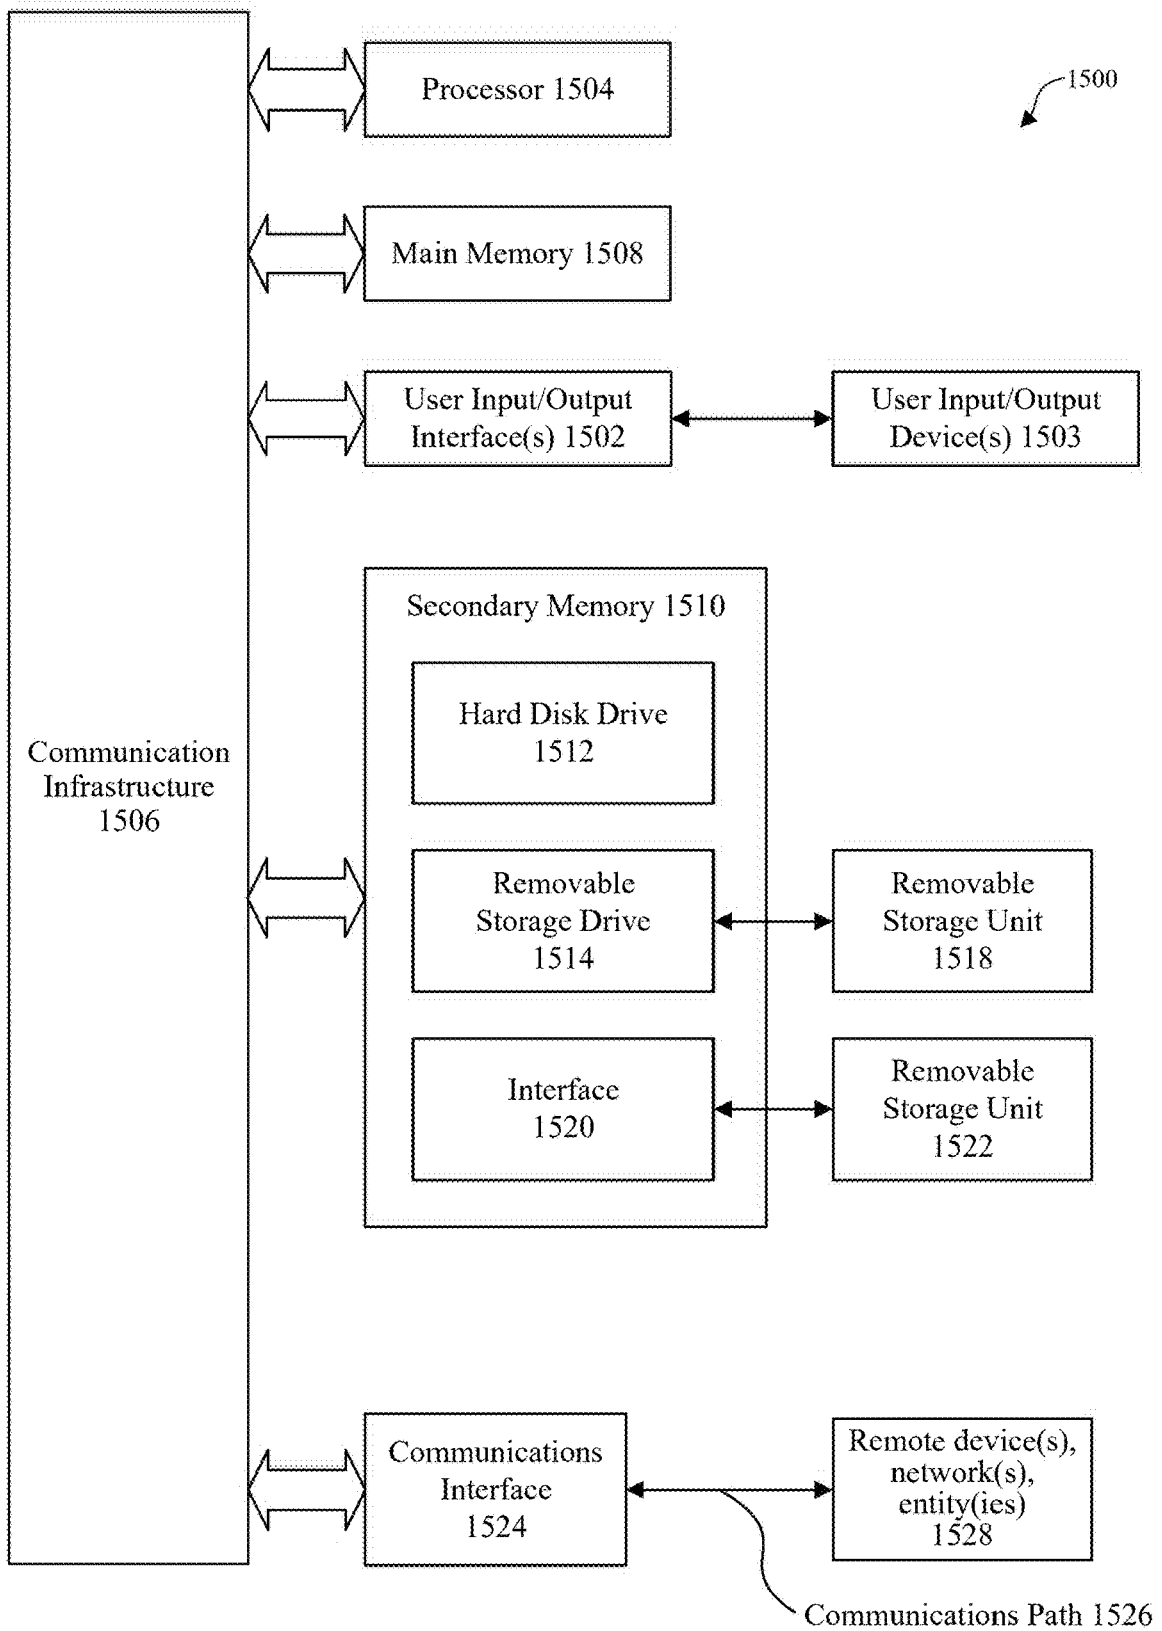 Processor 1504
1500
Main Memory 1508
User Input/Output
Interface(s) 1502
User Input/Output
Device(s) 1503
Secondary Memory 1510
Hard Disk Drive
1512
Communication
Infrastructure
1506
Removable
Storage Drive
1514
Removable
Storage Unit
1518
Interface
1520
Removable
Storage Unit
1522
Communications
Interface
1524
Remote device(s),
network(s),
entity(ies)
1528
Communications Path 1526